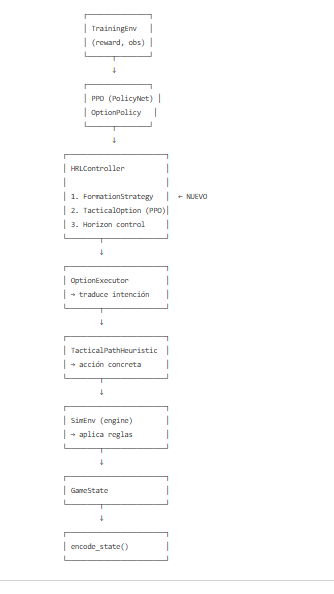 TrainingEnv
(reward, obs)
↓
PPO (PolicyNet)
OptionPolicy
↓
HRLController
1. FormationStrategy ← NUEVO
2. TacticalOption (PPO)
3. Horizon control
↓
OptionExecutor
→ traduce intención
↓
TacticalPathHeuristic
→ acción concreta
↓
SimEnv (engine)
→ aplica reglas
↓
GameState
↓
encode_state()